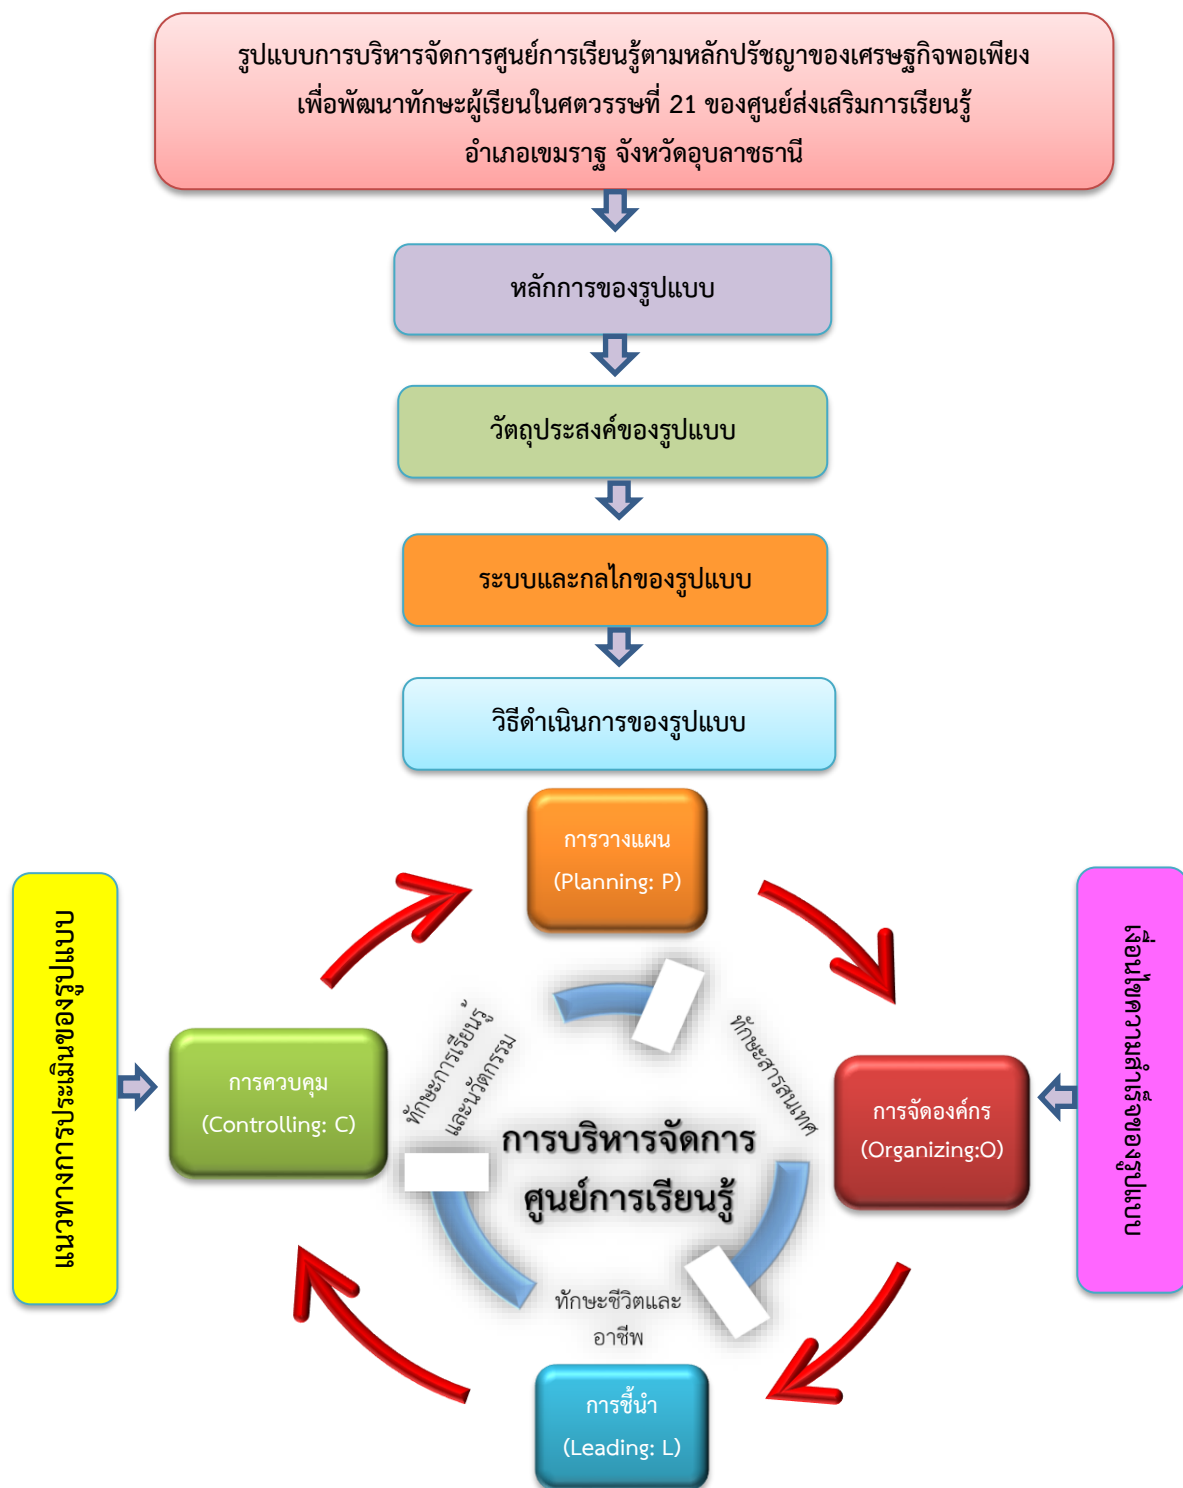 รูปแบบการบริหารจัดการศูนย์การเรียนรู้ตามหลักปรัชญาของเศรษฐกิจพอเพียง
เพื่อพัฒนาทักษะผู้เรียนในศตวรรษที่ 21 ของศูนย์ส่งเสริมการเรียนรู้
อำเภอเขมราฐ จังหวัดอุบลาชธานี
หลักการของรูปแบบ
วัตถุประสงค์ของรูปแบบ
ระบบและกลไกของรูปแบบ
วิธีดำเนินการของรูปแบบ
การวางแผน
(Planning: P)
แนวทางการประเมินของรูปแบบ
เงื่อนไขความสำเร็จของรูปแบบ
ทักษะการเรียนรู้
และนวัตกรรม
ทักษะสารสนเทศ
การควบคุม
(Controlling: C)
การจัดองค์กร
(Organizing:O)
การบริหารจัดการ
ศูนย์การเรียนรู้
ทักษะชีวิตและ
อาชีพ
การชี้นำ
(Leading: L)